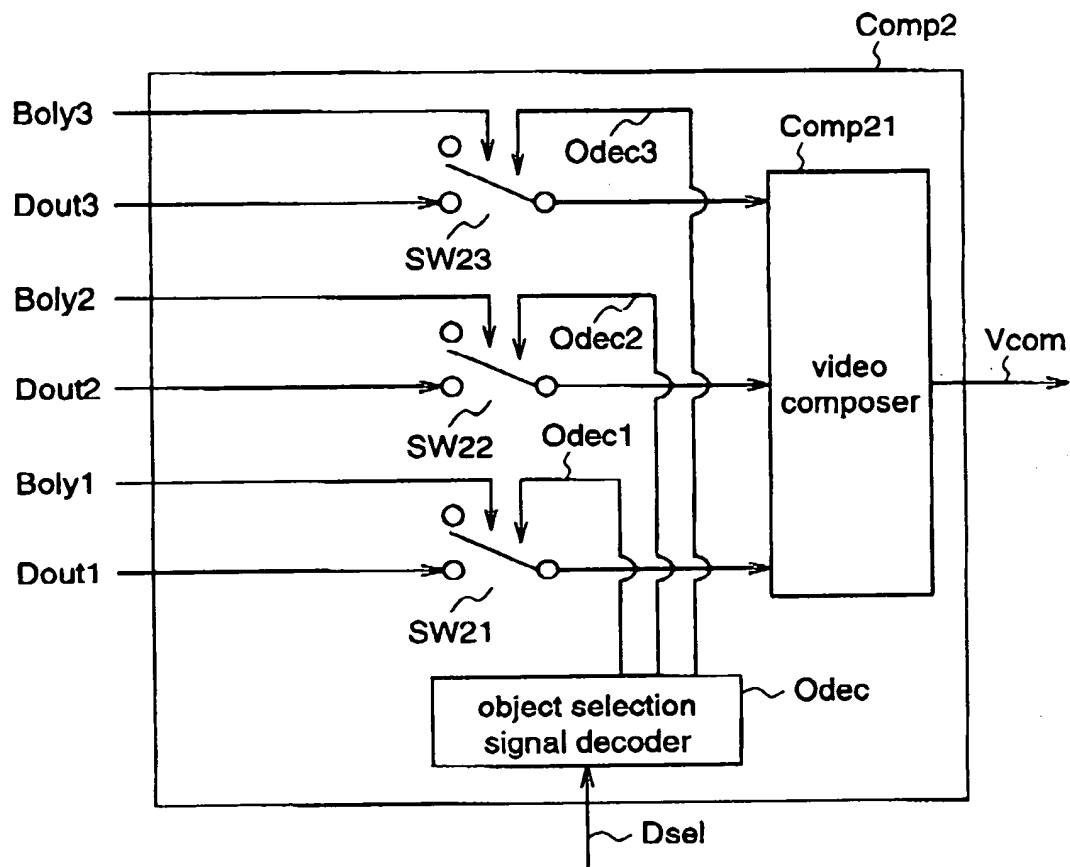 Comp2
Boly3
Comp21
Odec3
Dout3
SW23
Boly2
Odec2
Vcom
Dout2
video
composer
SW22
Odec1
Boly1
Dout1
SW21
object selection
signal decoder
Odec
Dsel